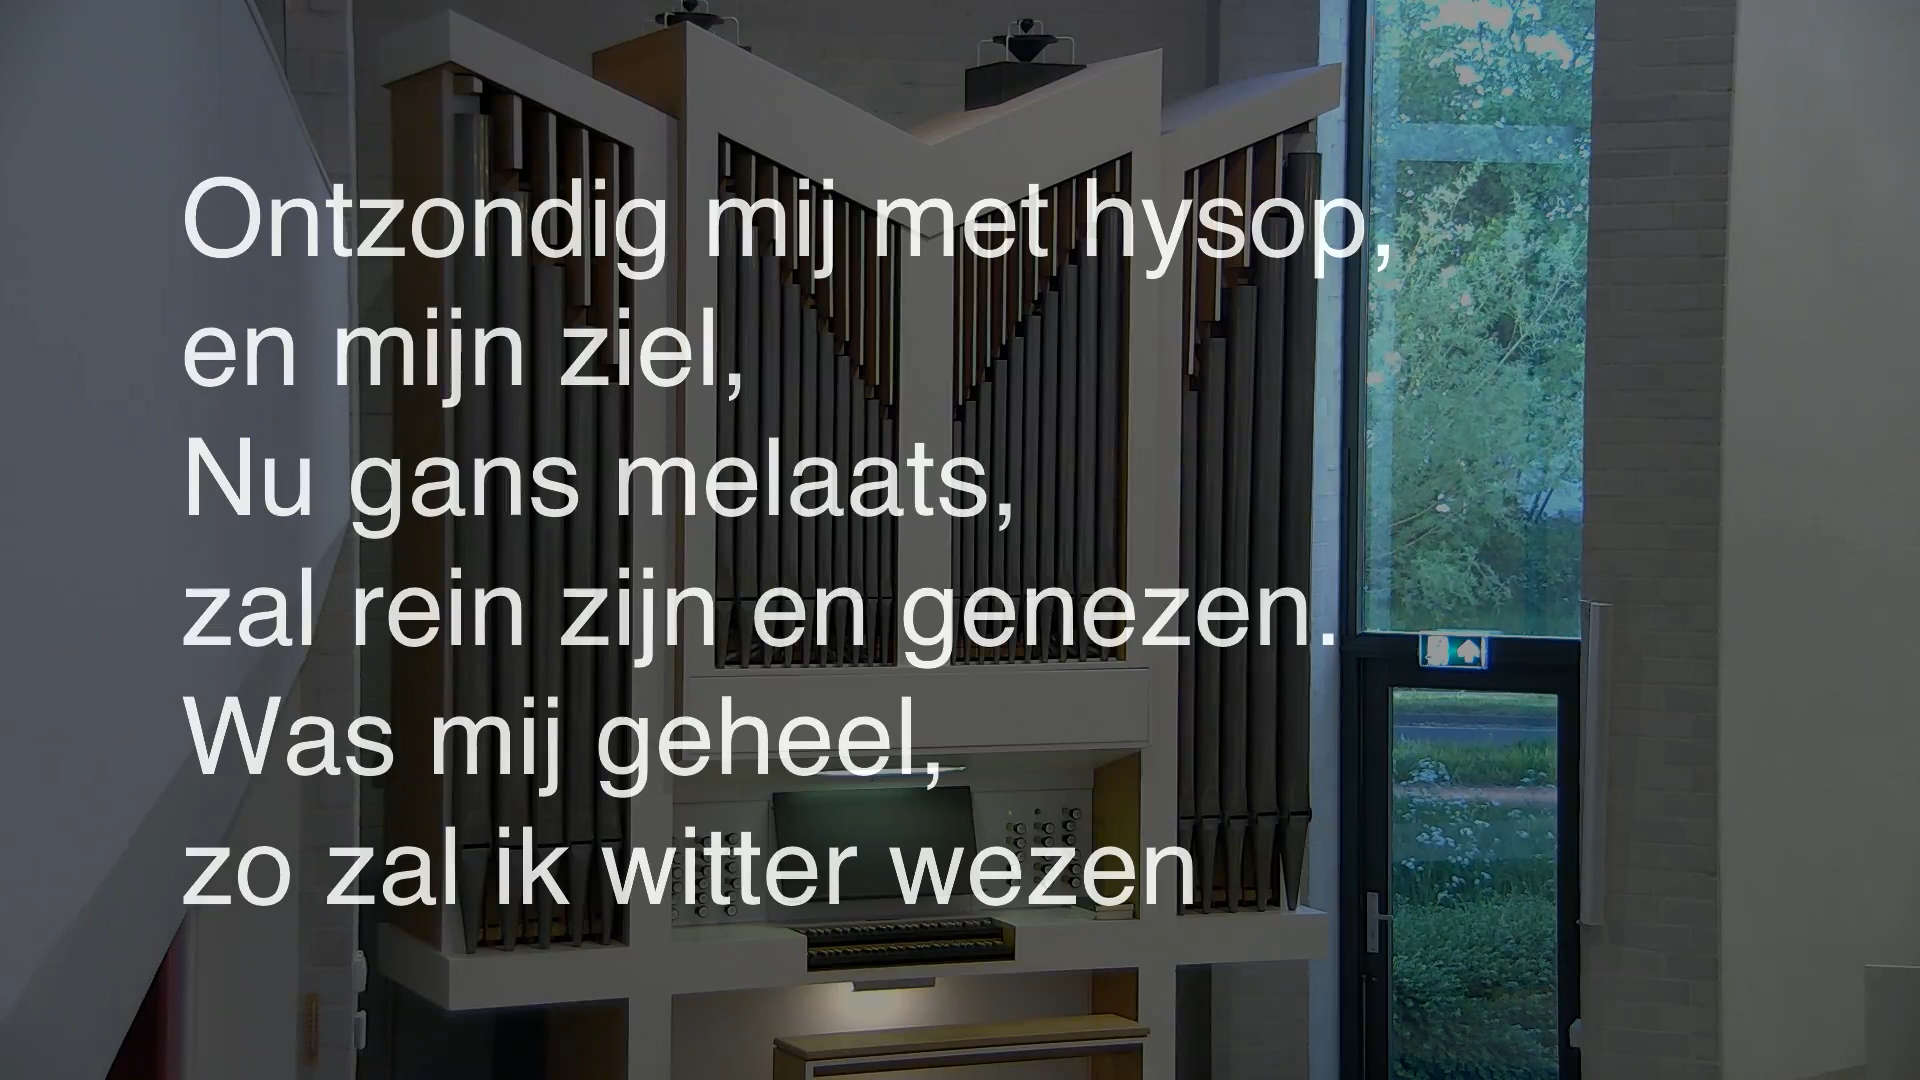 Ontzondig mij met hysop,
en mijn ziel,
Nu gans melaats,
zal rein zijn en genezen.
Was mij geheel,
zo zal ik witter wezen